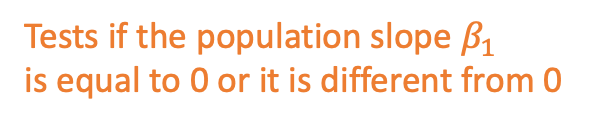 Tests if the population slope β₁
is equal to 0 or it is different from 0